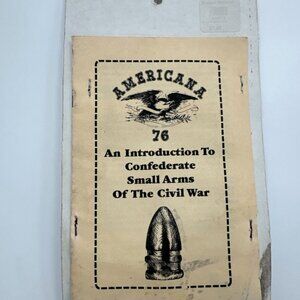 AMERICANA
76
An Introduction To
Confederate
Small Arms
Of The Civil War